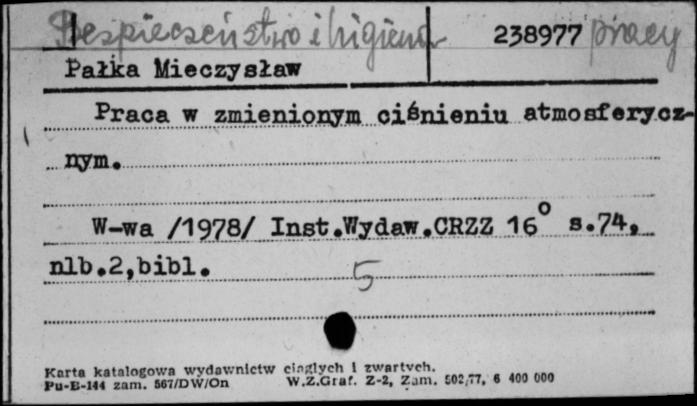 Bezpieczeństwo i higiena 238977 pracy
Pałka Mieczysław
Praca w zmienionym ciśnieniu atmosferycz-
nym.
W-wa /1978/ Inst.Wydaw.CRZZ 16° s.74,
nlb.2,bibl.
5
Karta katalogowa wydawnictw ciągłych i zwartych.
Pu-B-144 zam. 567/DW/On W.Z.Graf. Z-2, Zam. 502/77, 6 400 000